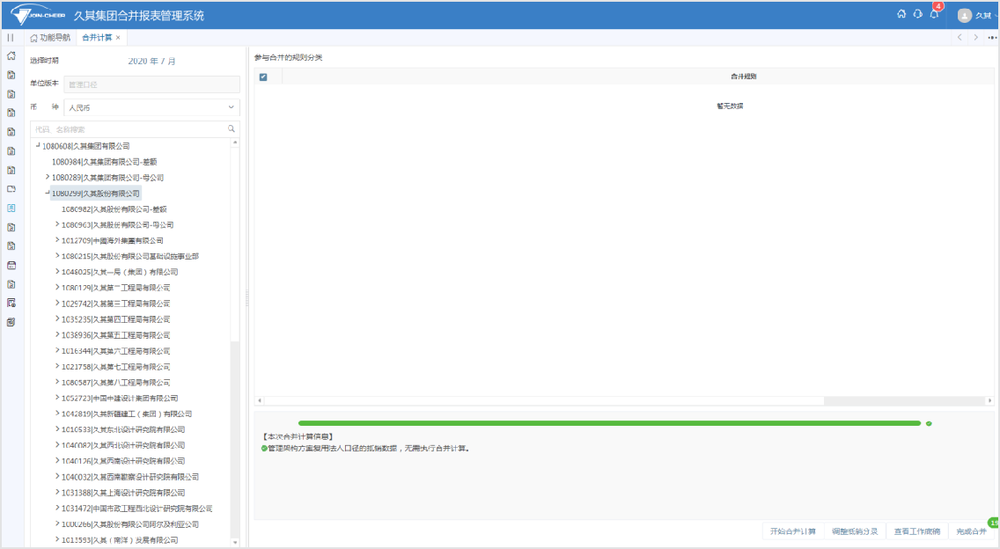 JOIN-CHEER 久其集团合并报表管理系统
4
久其
功能导航
合并计算 ×
选择时期
2020 年 7 月
单位版本
管理口径
币 种
人民币
代码、名称搜索
1080608|久其集团有限公司
1080984|久其集团有限公司-差额
1080289|久其集团有限公司-母公司
1080299|久其股份有限公司
1080982|久其股份有限公司-差额
1080963|久其股份有限公司-母公司
1012709|中国海外集团有限公司
1080215|久其股份有限公司基础设施事业部
1048025|久其一局（集团）有限公司
1080129|久其第二工程局有限公司
1029742|久其第三工程局有限公司
1035235|久其第四工程局有限公司
1038936|久其第五工程局有限公司
1016344|久其第六工程局有限公司
1021758|久其第七工程局有限公司
1080587|久其第八工程局有限公司
1052723|中国中建设计集团有限公司
1042819|久其新疆建工（集团）有限公司
1010533|久其东北设计研究院有限公司
1040082|久其西北设计研究院有限公司
1040126|久其西南设计研究院有限公司
1040032|久其西南勘察设计研究院有限公司
1031388|久其上海设计研究院有限公司
1031472|中国市政工程西北设计研究院有限公司
1000266|久其股份有限公司阿尔及利亚公司
1013593|久其（南洋）发展有限公司
参与合并的规则分类
合并规则
暂无数据
【本次合并计算信息】
管理架构方案复用法人口径的抵销数据，无需执行合并计算。
开始合并计算
调整抵销分录
查看工作底稿
完成合并